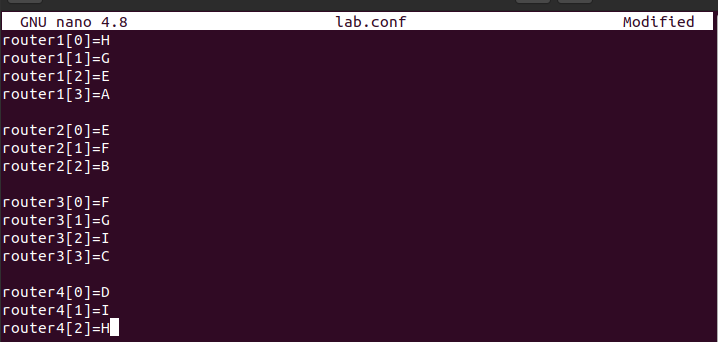 GNU nano 4.8 lab.conf Modified
router1[0]=H
router1[1]=G
router1[2]=E
router1[3]=A
router2[0]=E
router2[1]=F
router2[2]=B
router3[0]=F
router3[1]=G
router3[2]=I
router3[3]=C
router4[0]=D
router4[1]=I
router4[2]=H